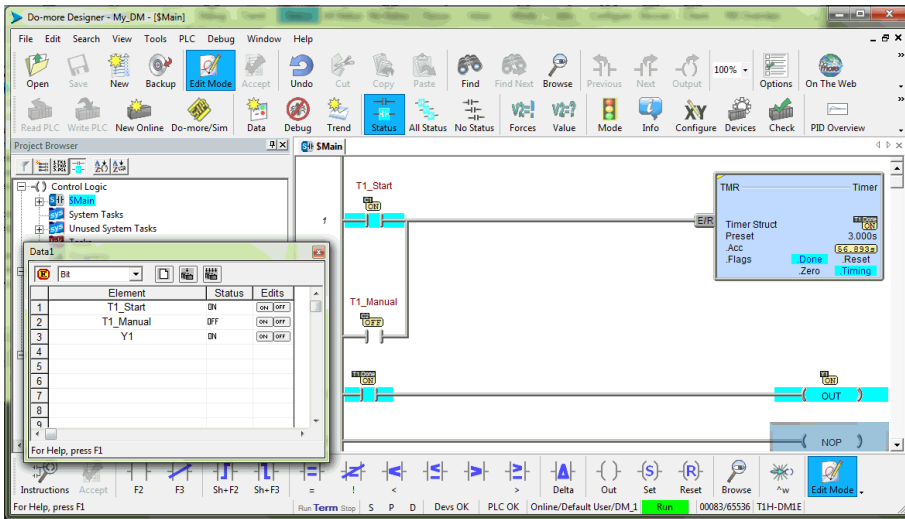 Do-more Designer - My_DM - [$Main]
File Edit Search View Tools PLC Debug Window Help
Open Save New Backup Edit Mode Accept Undo Cut Copy Paste Find Find Next Browse Previous Next Output 100% Options On The Web
Read PLC Write PLC New Online Do-more/Sim Data Debug Trend Status All Status No Status Forces Value Mode Info Configure Devices Check PID Overview
Project Browser
$Main
Control Logic
$Main
System Tasks
Unused System Tasks
T1_Start
ON
1
E/R
TMR Timer
Timer Struct
ON
Preset 3.000s
.Acc 56.893s
.Flags .Done .Reset
.Zero .Timing
Data1
Bit
Element Status Edits
1 T1_Start ON ON OFF
2 T1_Manual OFF ON OFF
3 Y1 ON ON OFF
4
5
6
7
8
9
For Help, press F1
T1_Manual
OFF
ON
Y1
ON
OUT
NOP
Instructions Accept F2 F3 Sh+F2 Sh+F3 = ! < > Delta Out Set Reset Browse ^w Edit Mode
For Help, press F1
Run Term Stop S P D Devs OK PLC OK Online/Default User/DM_1 Run 00083/65536 T1H-DM1E